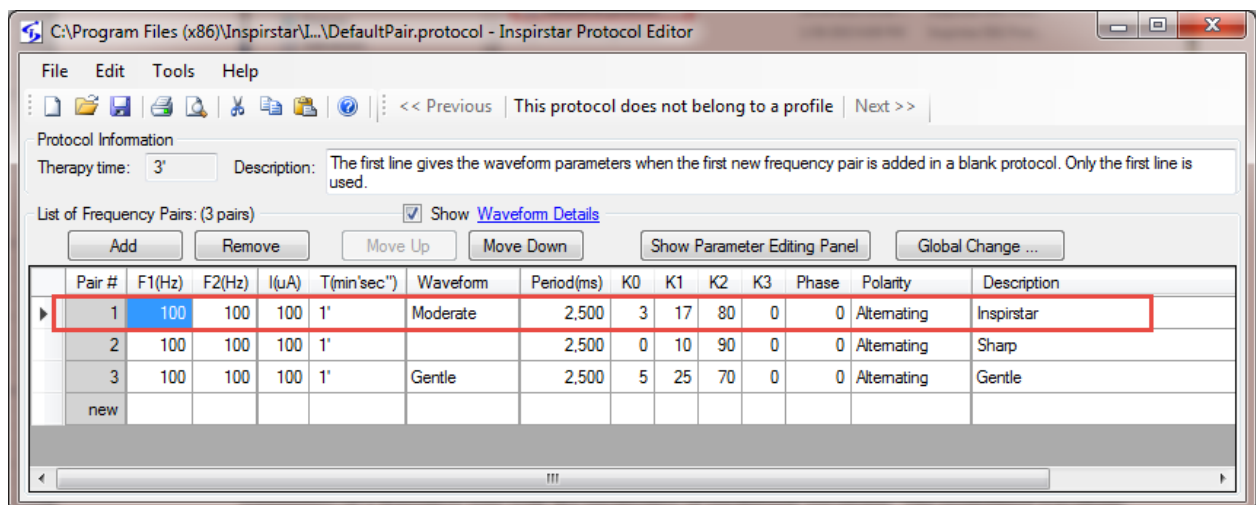 C:\Program Files (x86)\Inspirstar\I...\DefaultPair.protocol - Inspirstar Protocol Editor
File Edit Tools Help
<< Previous This protocol does not belong to a profile Next >>
Protocol Information
Therapy time: 3' Description: The first line gives the waveform parameters when the first new frequency pair is added in a blank protocol. Only the first line is
used.
List of Frequency Pairs: (3 pairs) Show Waveform Details
Add Remove Move Up Move Down Show Parameter Editing Panel Global Change ...
Pair # F1(Hz) F2(Hz) I(uA) T(min'sec'') Waveform Period(ms) K0 K1 K2 K3 Phase Polarity Description
1 100 100 100 1' Moderate 2,500 3 17 80 0 0 Alternating Inspirstar
2 100 100 100 1' 2,500 0 10 90 0 0 Alternating Sharp
3 100 100 100 1' Gentle 2,500 5 25 70 0 0 Alternating Gentle
new